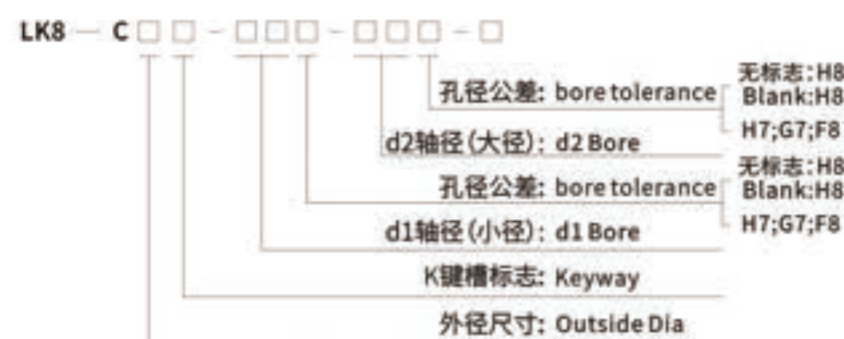 LK8 — C□ □ - □□□ - □□□ - □
无标志:H8
孔径公差: bore tolerance Blank:H8
H7;G7;F8
d2轴径(大径): d2 Bore
无标志:H8
孔径公差: bore tolerance Blank:H8
H7;G7;F8
d1轴径(小径): d1 Bore
K键槽标志: Keyway
外径尺寸: Outside Dia